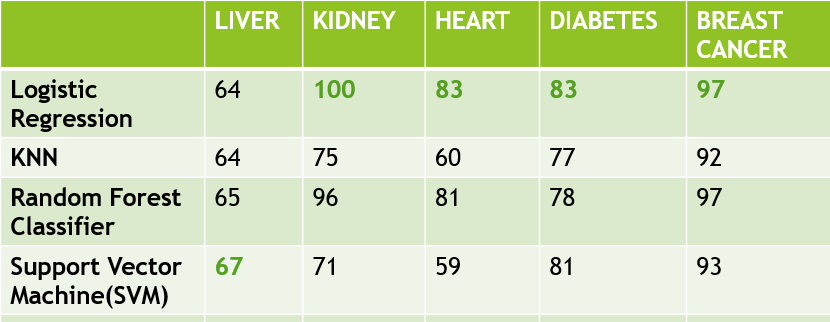 LIVER KIDNEY HEART DIABETES BREAST
CANCER
Logistic 64 100 83 83 97
Regression
KNN 64 75 60 77 92
Random Forest 65 96 81 78 97
Classifier
Support Vector 67 71 59 81 93
Machine(SVM)